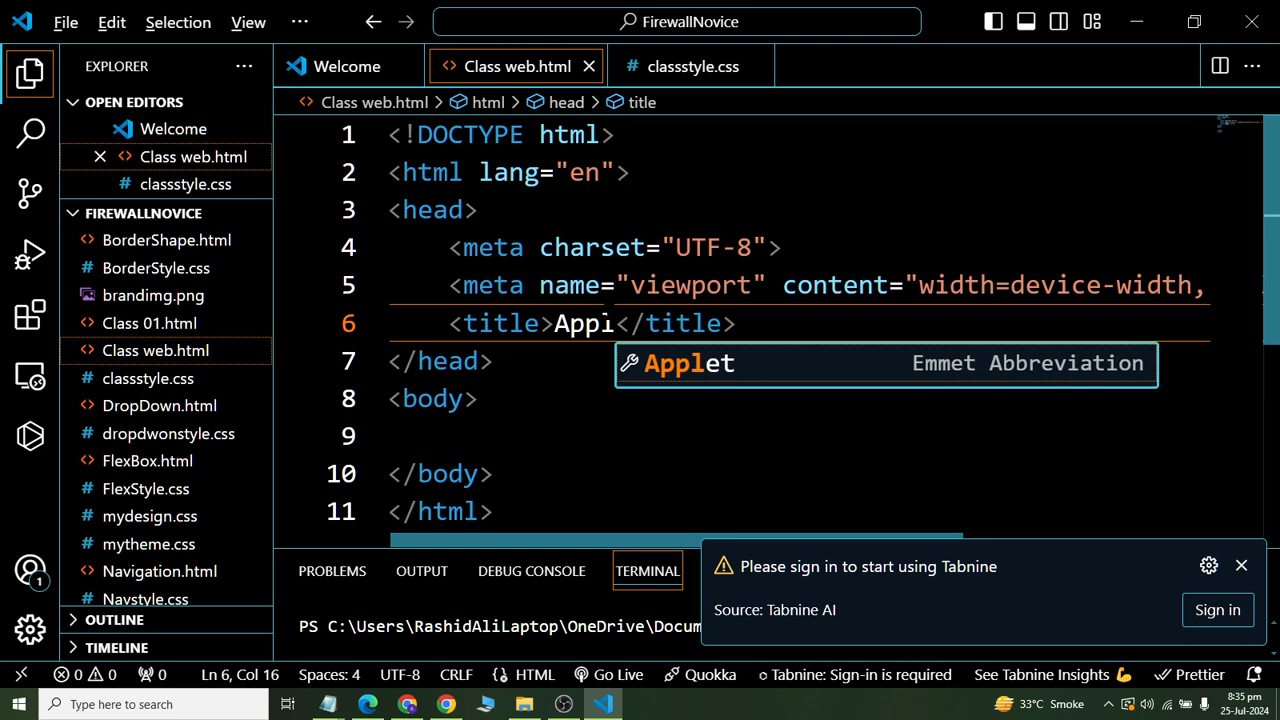 File Edit Selection View ··· FirewallNovice
EXPLORER ···
Welcome Class web.html # classstyle.css ···
OPEN EDITORS
Welcome
Class web.html
# classstyle.css
FIREWALLNOVICE
BorderShape.html
# BorderStyle.css
brandimg.png
Class 01.html
Class web.html
# classstyle.css
DropDown.html
# dropdwonstyle.css
FlexBox.html
# FlexStyle.css
# mydesign.css
# mytheme.css
Navigation.html
# Navstyle.css
OUTLINE
TIMELINE
Class web.html > html > head > title
1 <!DOCTYPE html>
2 <html lang="en">
3 <head>
4 <meta charset="UTF-8">
5 <meta name="viewport" content="width=device-width,
6 <title>Appl</title>
Applet Emmet Abbreviation
7 </head>
8 <body>
9
10 </body>
11 </html>
PROBLEMS OUTPUT DEBUG CONSOLE TERMINAL
PS C:\Users\RashidAliLaptop\OneDrive\Docum
Please sign in to start using Tabnine
Source: Tabnine AI Sign in
1
0 0 0 Ln 6, Col 16 Spaces: 4 UTF-8 CRLF {} HTML Go Live Quokka Tabnine: Sign-in is required See Tabnine Insights Prettier
Type here to search 33°C Smoke 8:35 pm
25-Jul-2024